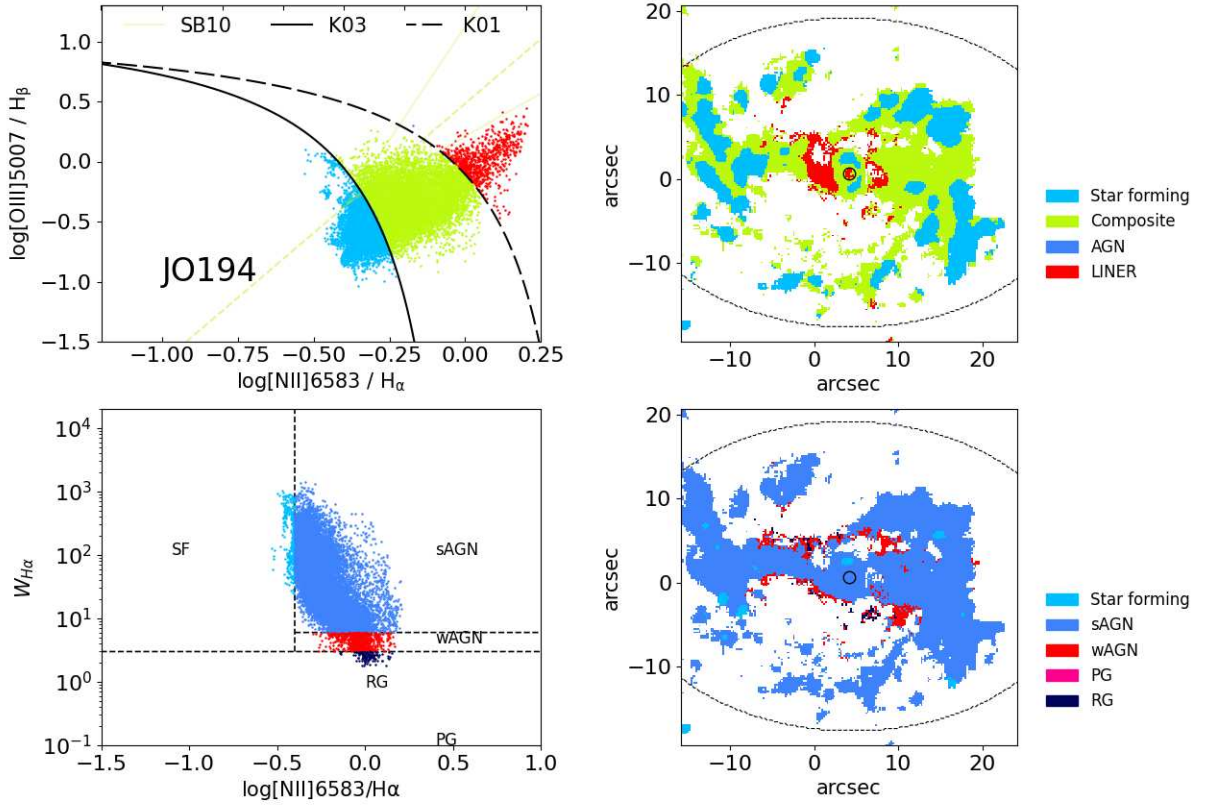 SB10 K03 K01
1.0
0.5
0.0
−0.5
−1.0
−1.5
log[OIII]5007 / Hβ
JO194
−1.00 −0.75 −0.50 −0.25 0.00 0.25
log[NII]6583 / Hα
20
10
0
−10
arcsec
−10 0 10 20
arcsec
Star forming
Composite
AGN
LINER
10⁴
10³
10²
10¹
10⁰
10⁻¹
WHα
SF
sAGN
wAGN
RG
PG
−1.5 −1.0 −0.5 0.0 0.5 1.0
log[NII]6583/Hα
20
10
0
−10
arcsec
−10 0 10 20
arcsec
Star forming
sAGN
wAGN
PG
RG